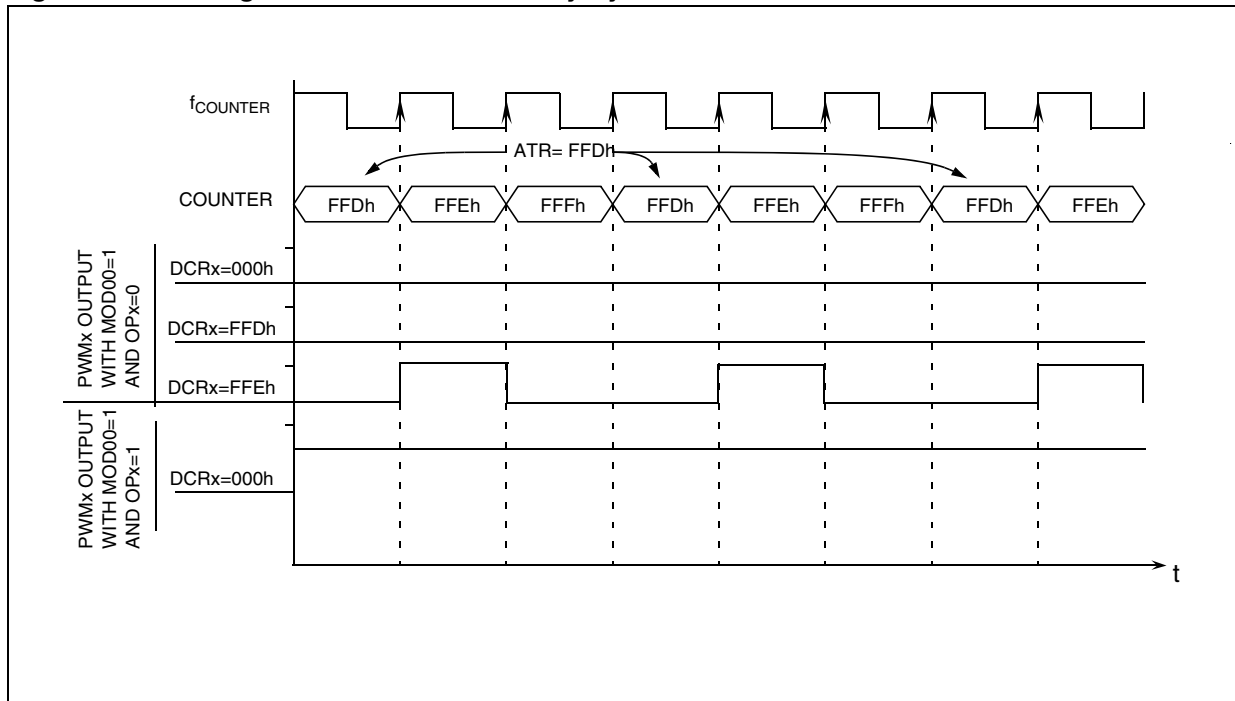 fCOUNTER
ATR= FFDh
COUNTER
FFDh FFEh FFFh FFDh FFEh FFFh FFDh FFEh
PWMx OUTPUT
WITH MOD00=1
AND OPx=0
DCRx=000h
DCRx=FFDh
DCRx=FFEh
PWMx OUTPUT
WITH MOD00=1
AND OPx=1
DCRx=000h
t